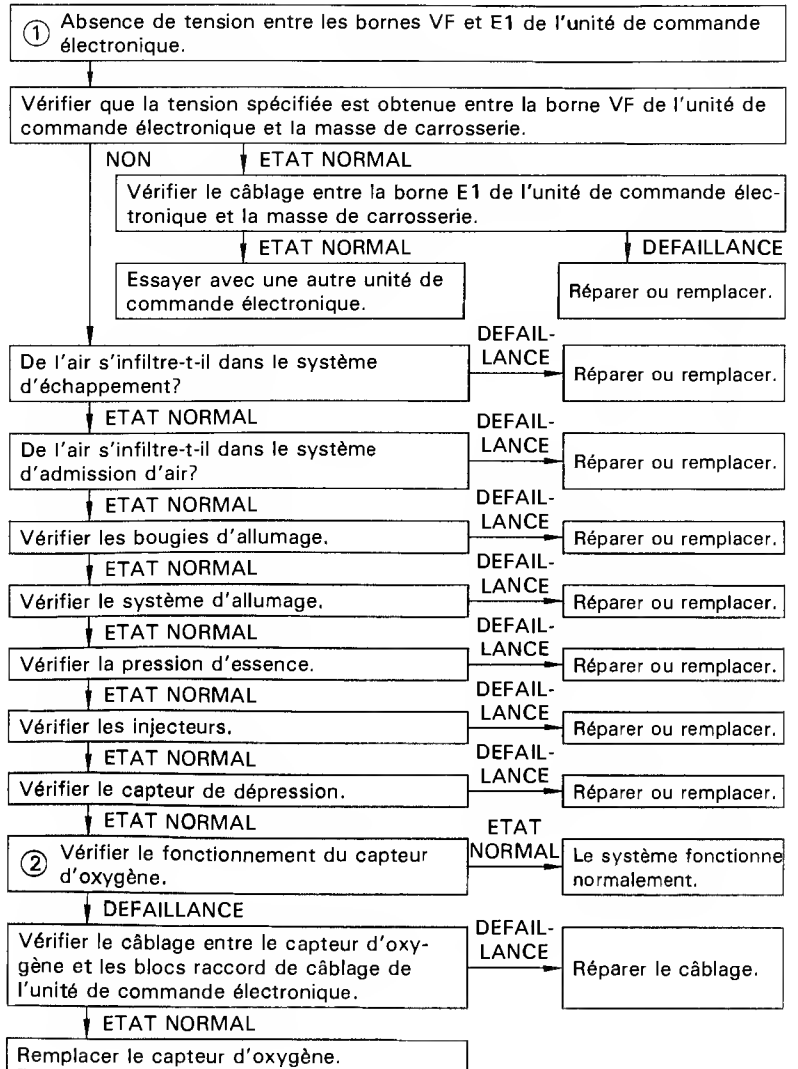 ① Absence de tension entre les bornes VF et E1 de l'unité de commande
électronique.
Vérifier que la tension spécifiée est obtenue entre la borne VF de l'unité de
commande électronique et la masse de carrosserie.
NON
ETAT NORMAL
Vérifier le câblage entre la borne E1 de l'unité de commande élec-
tronique et la masse de carrosserie.
ETAT NORMAL
DEFAILLANCE
Essayer avec une autre unité de
commande électronique.
Réparer ou remplacer.
De l'air s'infiltre-t-il dans le système
d'échappement?
DEFAIL-
LANCE
Réparer ou remplacer.
ETAT NORMAL
De l'air s'infiltre-t-il dans le système
d'admission d'air?
DEFAIL-
LANCE
Réparer ou remplacer.
ETAT NORMAL
Vérifier les bougies d'allumage.
DEFAIL-
LANCE
Réparer ou remplacer.
ETAT NORMAL
Vérifier le système d'allumage.
DEFAIL-
LANCE
Réparer ou remplacer.
ETAT NORMAL
Vérifier la pression d'essence.
DEFAIL-
LANCE
Réparer ou remplacer.
ETAT NORMAL
Vérifier les injecteurs.
DEFAIL-
LANCE
Réparer ou remplacer.
ETAT NORMAL
Vérifier le capteur de dépression.
DEFAIL-
LANCE
Réparer ou remplacer.
ETAT NORMAL
② Vérifier le fonctionnement du capteur
d'oxygène.
ETAT
NORMAL
Le système fonctionne
normalement.
DEFAILLANCE
Vérifier le câblage entre le capteur d'oxy-
gène et les blocs raccord de câblage de
l'unité de commande électronique.
DEFAIL-
LANCE
Réparer le câblage.
ETAT NORMAL
Remplacer le capteur d'oxygène.